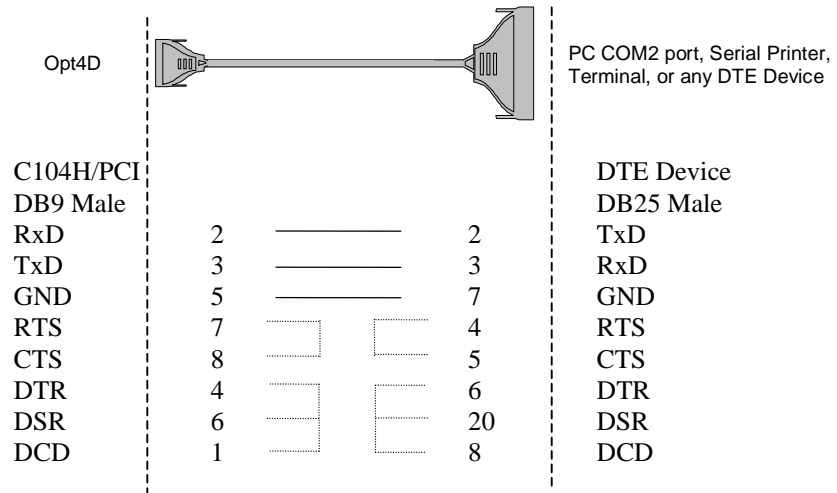 Opt4D
PC COM2 port, Serial Printer,
Terminal, or any DTE Device
C104H/PCI DTE Device
DB9 Male DB25 Male
RxD 2 2 TxD
TxD 3 3 RxD
GND 5 7 GND
RTS 7 4 RTS
CTS 8 5 CTS
DTR 4 6 DTR
DSR 6 20 DSR
DCD 1 8 DCD